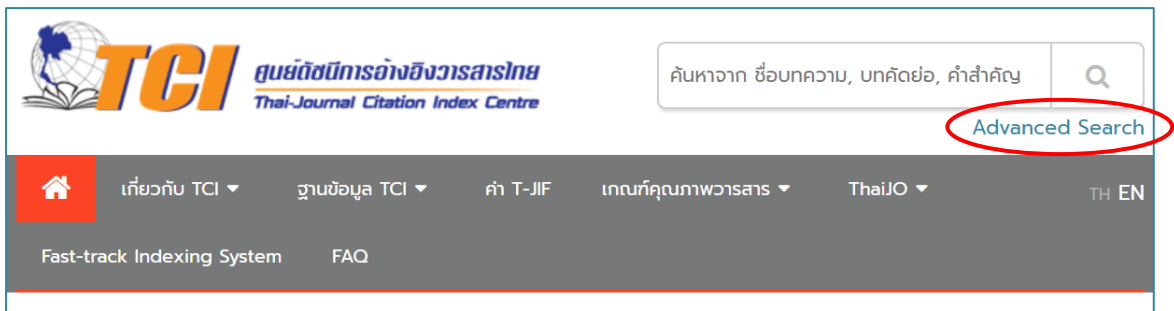 TCI
ศูนย์ดัชนีการอ้างอิงวารสารไทย
Thai-Journal Citation Index Centre
ค้นหาจาก ชื่อบทความ, บทคัดย่อ, คำสำคัญ
Advanced Search
เกี่ยวกับ TCI ฐานข้อมูล TCI ค่า T-JIF เกณฑ์คุณภาพวารสาร ThaiJO TH EN
Fast-track Indexing System FAQ